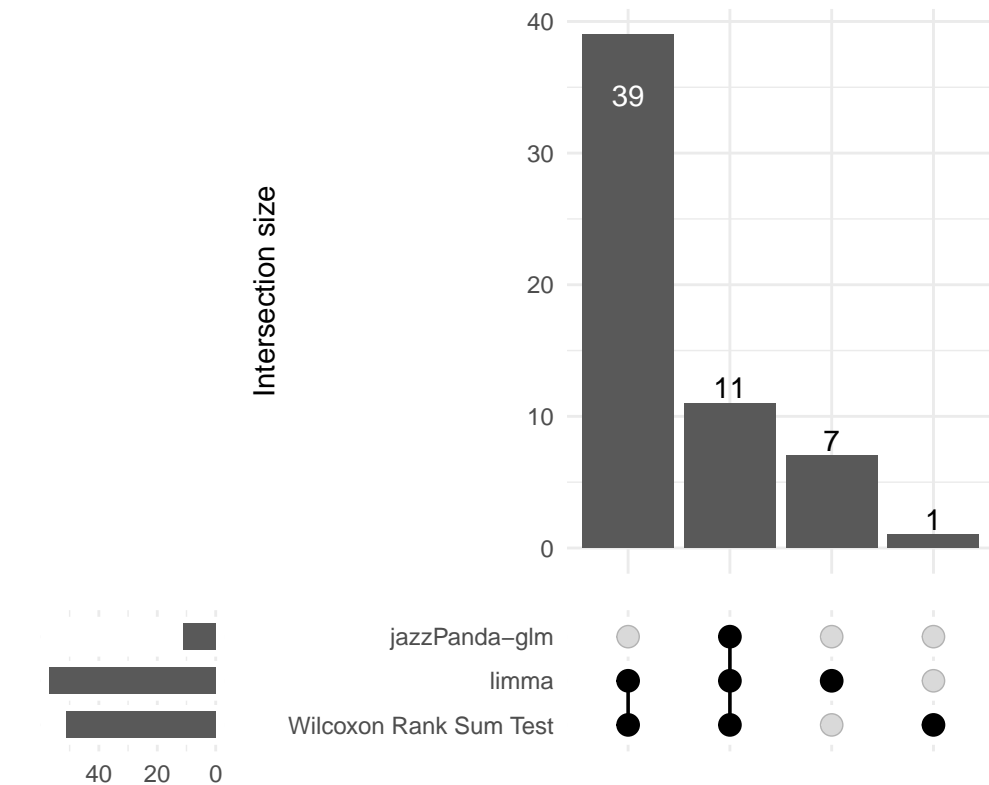 40
39
30
Intersection size
20
11
10
7
1
0
jazzPanda−glm
limma
Wilcoxon Rank Sum Test
40 20 0